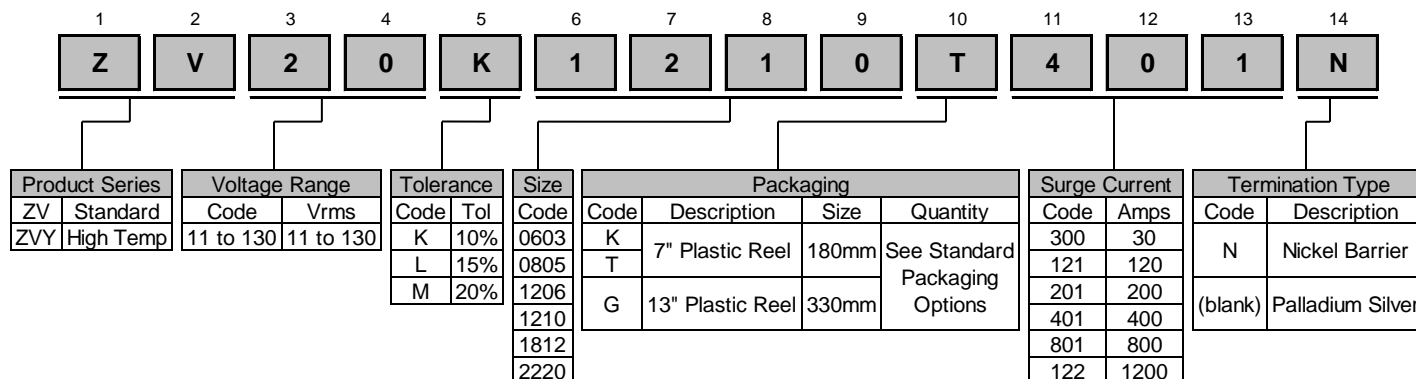 1 2 3 4 5 6 7 8 9 10 11 12 13 14
Z V 2 0 K 1 2 1 0 T 4 0 1 N
Product Series
ZV Standard
ZVY High Temp
Voltage Range
Code Vrms
11 to 130 11 to 130
Tolerance
Code Tol
K 10%
L 15%
M 20%
Size
Code
0603
0805
1206
1210
1812
2220
Packaging
Code Description Size Quantity
K
T
7" Plastic Reel 180mm
G 13" Plastic Reel 330mm
See Standard
Packaging
Options
Surge Current
Code Amps
300 30
121 120
201 200
401 400
801 800
122 1200
Termination Type
Code Description
N Nickel Barrier
(blank) Palladium Silver